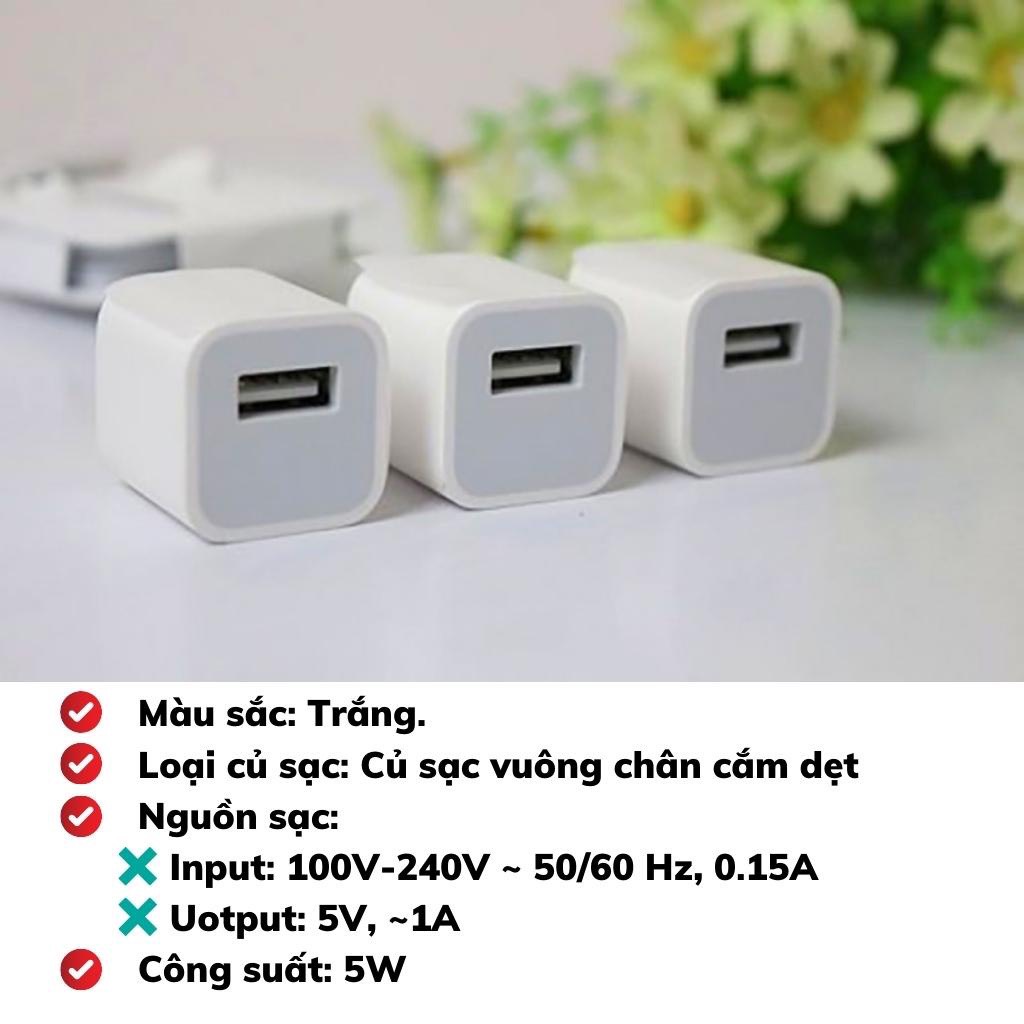 Màu sắc: Trắng.
Loại củ sạc: Củ sạc vuông chân cắm dẹt
Nguồn sạc:
Input: 100V-240V ~ 50/60 Hz, 0.15A
Uotput: 5V, ~1A
Công suất: 5W